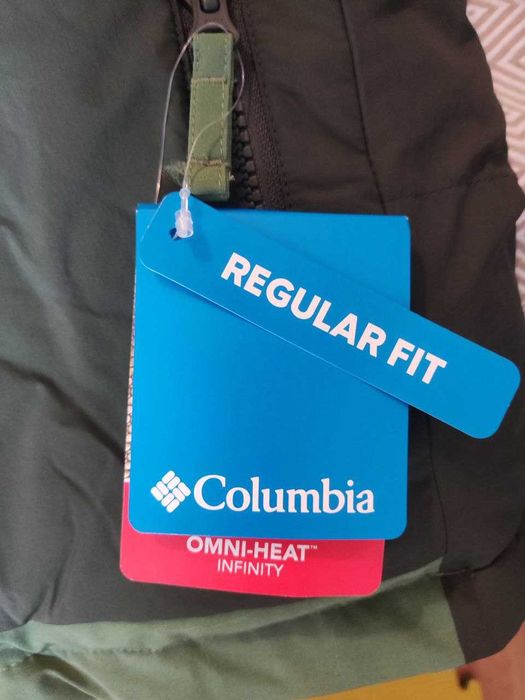 REGULAR FIT
Columbia
OMNI-HEAT™
INFINITY